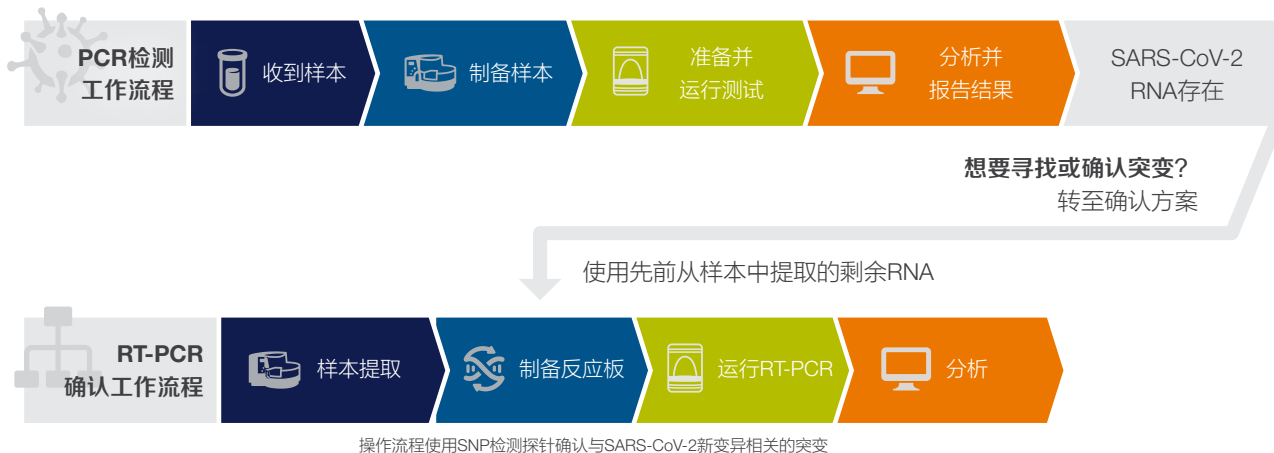 PCR检测
工作流程
收到样本
制备样本
准备并
运行测试
分析并
报告结果
SARS-CoV-2
RNA存在
想要寻找或确认突变？
转至确认方案
使用先前从样本中提取的剩余RNA
RT-PCR
确认工作流程
样本提取
制备反应板
运行RT-PCR
分析
操作流程使用SNP检测探针确认与SARS-CoV-2新变异相关的突变